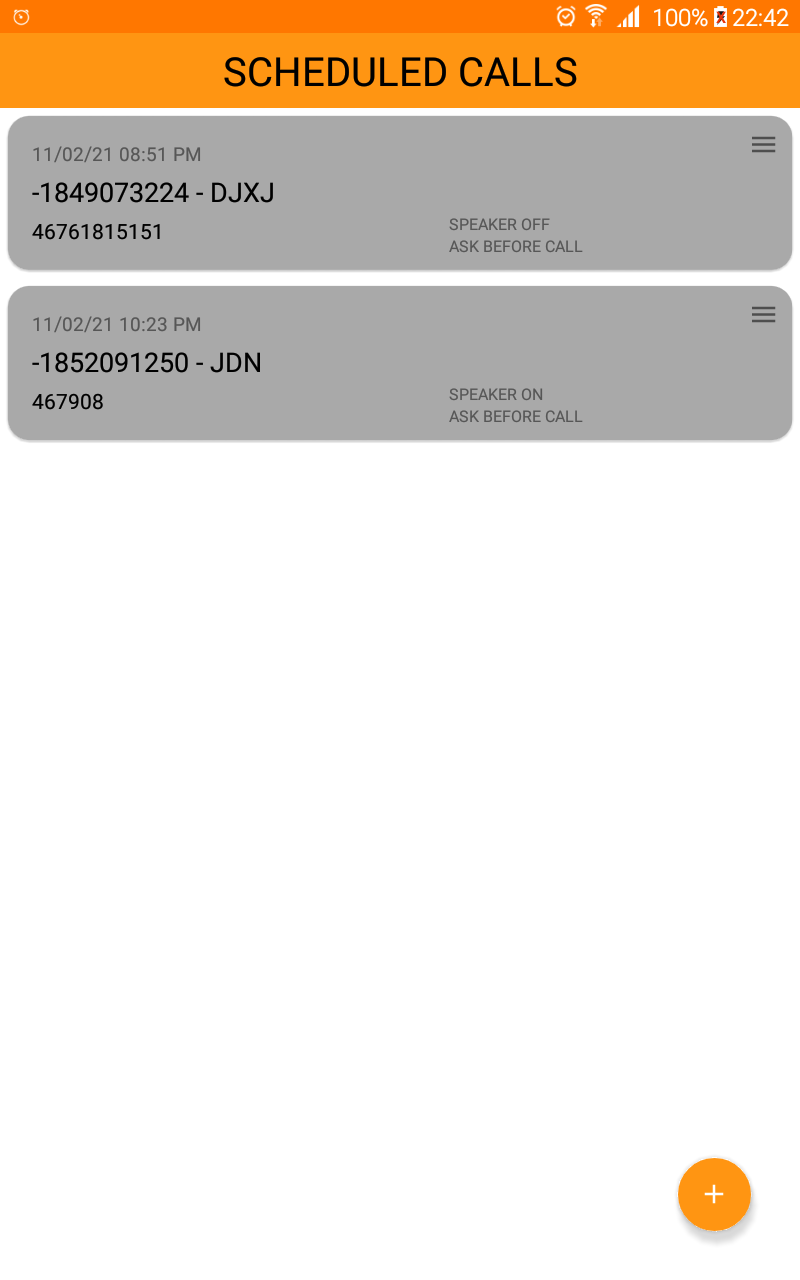 100% 22:42
SCHEDULED CALLS
11/02/21 08:51 PM
-1849073224 - DJXJ
46761815151
SPEAKER OFF
ASK BEFORE CALL
11/02/21 10:23 PM
-1852091250 - JDN
467908
SPEAKER ON
ASK BEFORE CALL
+